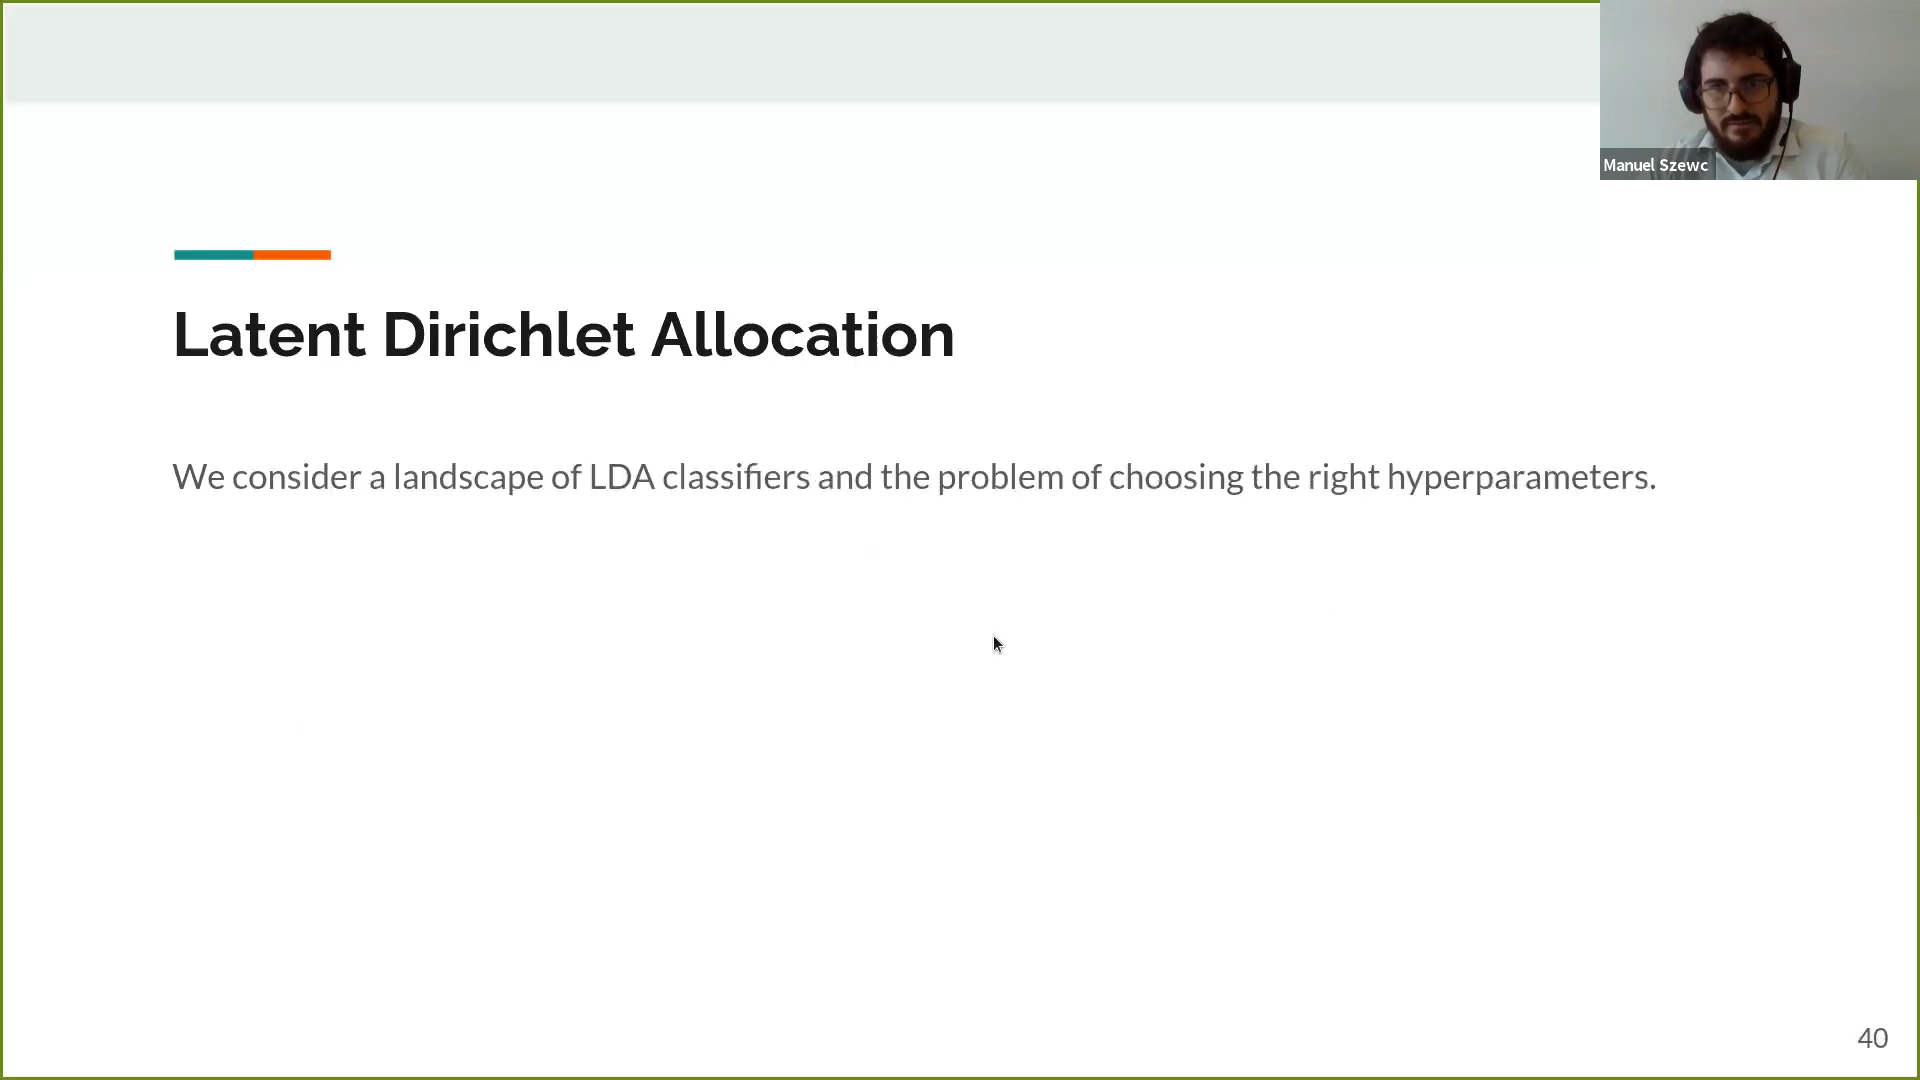 Manuel Szewc
Latent Dirichlet Allocation
We consider a landscape of LDA classifiers and the problem of choosing the right hyperparameters.
40